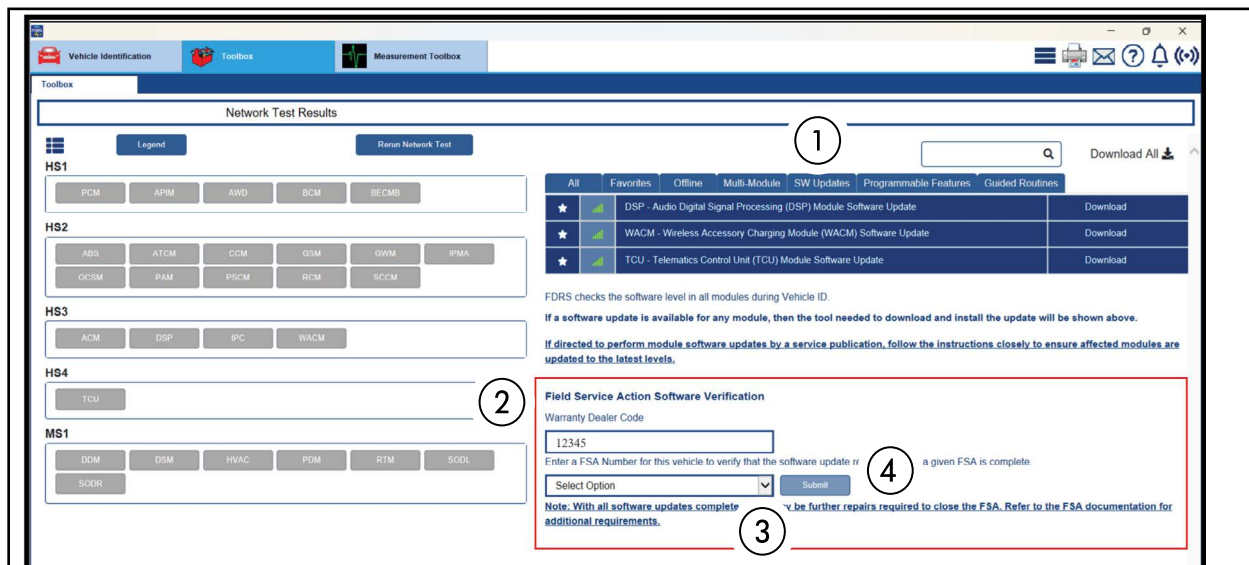 Vehicle Identification
Toolbox
Measurement Toolbox
Toolbox
Network Test Results
Legend
Rerun Network Test
1
Download All
HS1
PCM APIM AWD BCM BECMB
All Favorites Offline Multi-Module SW Updates Programmable Features Guided Routines
DSP - Audio Digital Signal Processing (DSP) Module Software Update Download
WACM - Wireless Accessory Charging Module (WACM) Software Update Download
TCU - Telematics Control Unit (TCU) Module Software Update Download
HS2
ABS ATCM CCM GSM GWM IPMA
OCSM PAM PSCM RCM SCCM
FDRS checks the software level in all modules during Vehicle ID.
If a software update is available for any module, then the tool needed to download and install the update will be shown above.
If directed to perform module software updates by a service publication, follow the instructions closely to ensure affected modules are
updated to the latest levels.
HS3
ACM DSP IPC WACM
HS4
TCU
2
MS1
DDM DSM HVAC PDM RTM SODL
SODR
Field Service Action Software Verification
Warranty Dealer Code
12345
Enter a FSA Number for this vehicle to verify that the software update a given FSA is complete
4
Select Option
Submit
Note: With all software updates be further repairs required to close the FSA. Refer to the FSA documentation for
additional requirements.
3